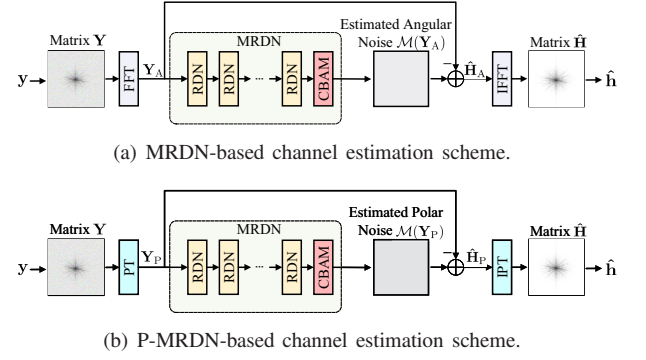 Estimated Angular
Matrix Y
MRDN
Noise ℳ(Y_A)
Matrix Ĥ
y
FFT
Y_A
RDN
RDN
...
RDN
CBAM
−
Ĥ_A
IFFT
ĥ
(a) MRDN-based channel estimation scheme.
Estimated Polar
Matrix Y
MRDN
Noise ℳ(Y_P)
Matrix Ĥ
y
PT
Y_P
RDN
RDN
...
RDN
CBAM
−
Ĥ_P
IPT
ĥ
(b) P-MRDN-based channel estimation scheme.